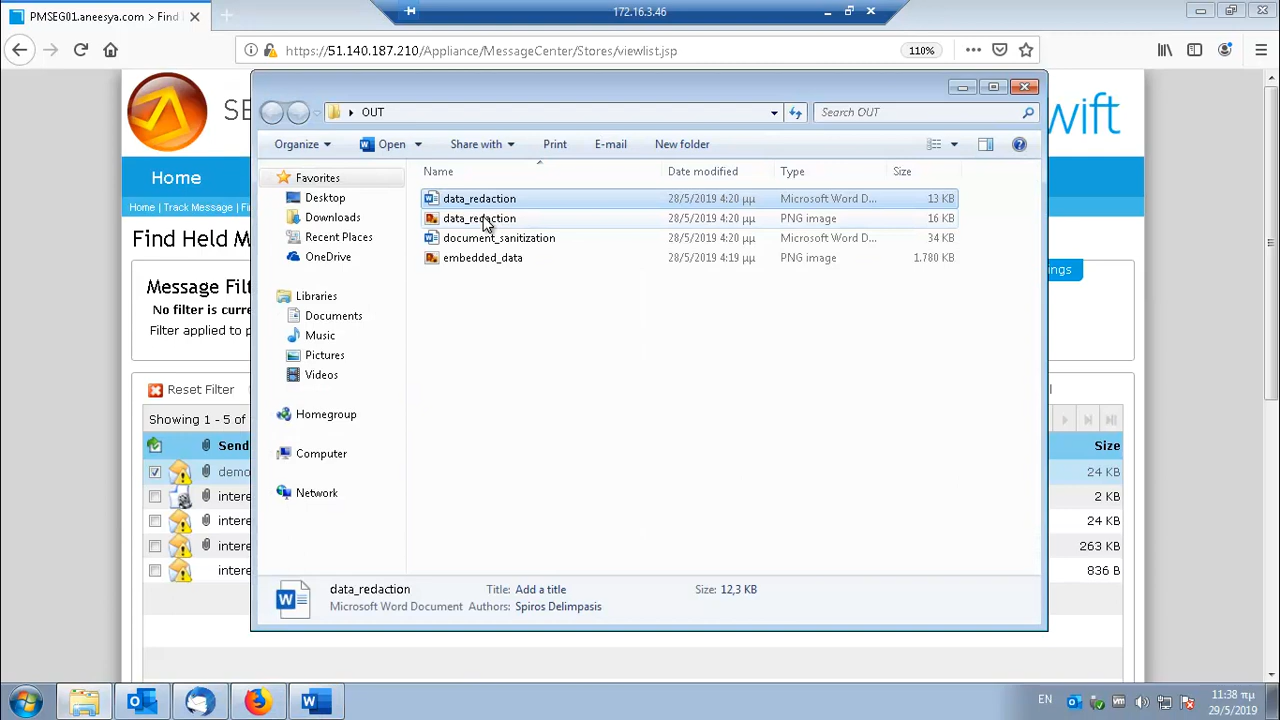 172.16.3.46
PMSEG01.aneesya.com > Find
https://51.140.187.210/Appliance/MessageCenter/Stores/viewlist.jsp
110%
SE
wift
Home
Home | Track Message | Fi
Find Held M
Message Filt
No filter is curre
Filter applied to p
ings
Reset Filter
Showing 1 - 5 of
Send
Size
demo
24 KB
intere
2 KB
intere
24 KB
intere
263 KB
intere
836 B
OUT
Search OUT
Organize
Open
Share with
Print
E-mail
New folder
Name
Date modified
Type
Size
data_redaction 28/5/2019 4:20 μμ Microsoft Word D... 13 KB
data_redaction 28/5/2019 4:20 μμ PNG image 16 KB
document_sanitization 28/5/2019 4:20 μμ Microsoft Word D... 34 KB
embedded_data 28/5/2019 4:19 μμ PNG image 1.780 KB
Favorites
Desktop
Downloads
Recent Places
OneDrive
Libraries
Documents
Music
Pictures
Videos
Homegroup
Computer
Network
data_redaction Title: Add a title Size: 12,3 KB
Microsoft Word Document Authors: Spiros Delimpasis
EN
11:38 πμ
29/5/2019